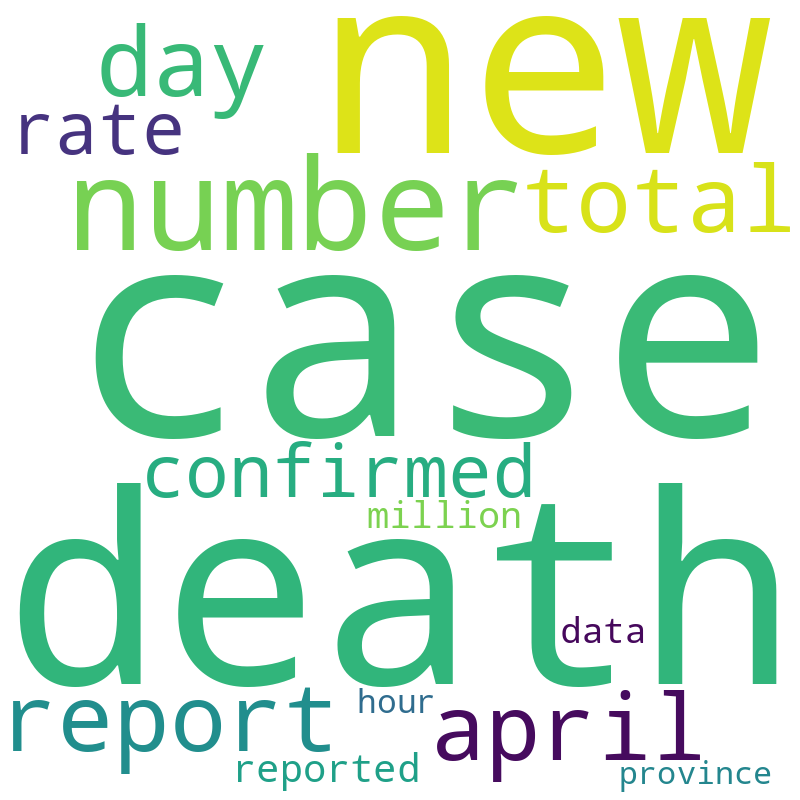 day new
rate
number total
case
confirmed
million
death
data
report hour april
reported province